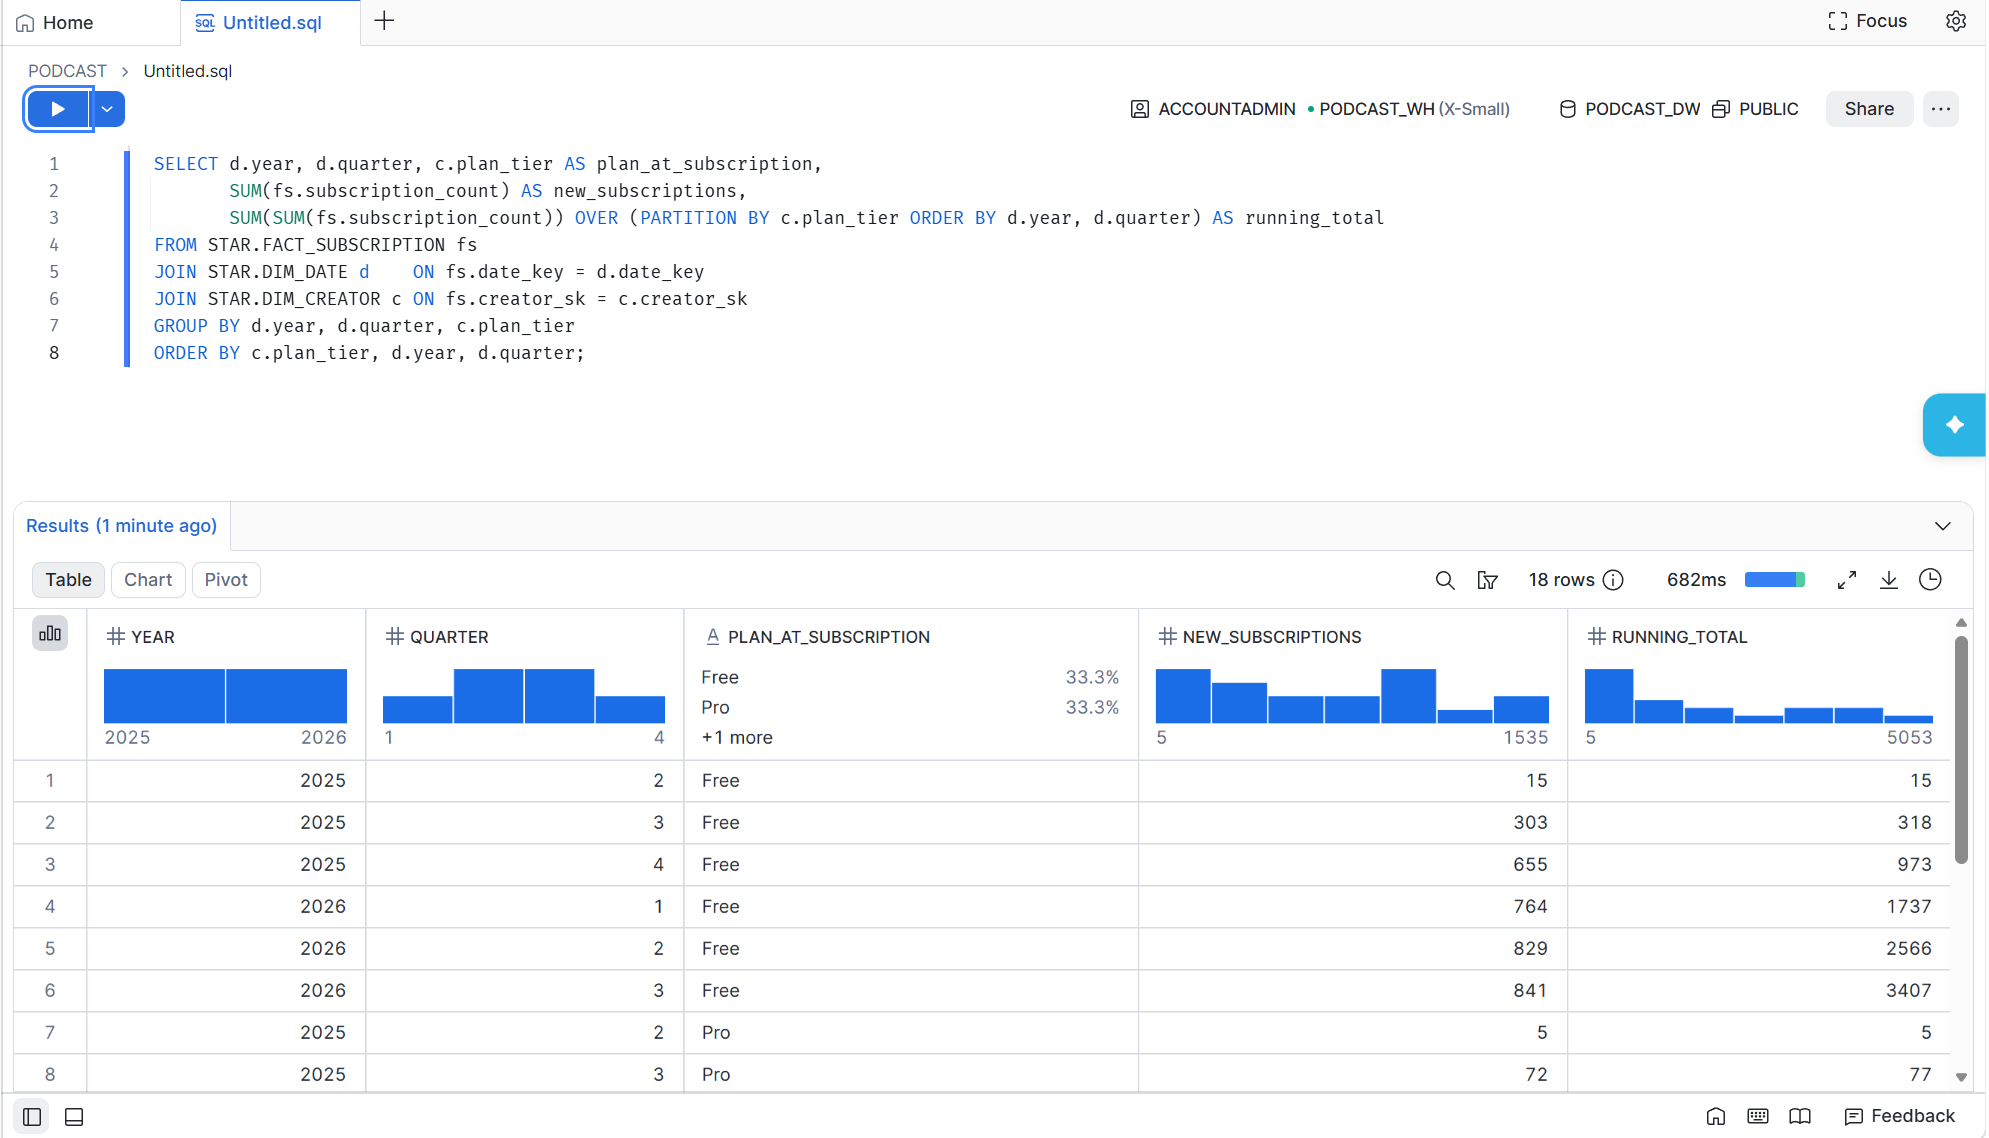 Home
SQL Untitled.sql
Focus
PODCAST > Untitled.sql
ACCOUNTADMIN PODCAST_WH (X-Small) PODCAST_DW PUBLIC Share
1 SELECT d.year, d.quarter, c.plan_tier AS plan_at_subscription,
2 SUM(fs.subscription_count) AS new_subscriptions,
3 SUM(SUM(fs.subscription_count)) OVER (PARTITION BY c.plan_tier ORDER BY d.year, d.quarter) AS running_total
4 FROM STAR.FACT_SUBSCRIPTION fs
5 JOIN STAR.DIM_DATE d    ON fs.date_key = d.date_key
6 JOIN STAR.DIM_CREATOR c ON fs.creator_sk = c.creator_sk
7 GROUP BY d.year, d.quarter, c.plan_tier
8 ORDER BY c.plan_tier, d.year, d.quarter;
Results (1 minute ago)
Table Chart Pivot 18 rows 682ms
YEAR QUARTER PLAN_AT_SUBSCRIPTION NEW_SUBSCRIPTIONS RUNNING_TOTAL
Free 33.3%
Pro 33.3%
2025 2026 1 4 +1 more 5 1535 5 5053
1 2025 2 Free 15 15
2 2025 3 Free 303 318
3 2025 4 Free 655 973
4 2026 1 Free 764 1737
5 2026 2 Free 829 2566
6 2026 3 Free 841 3407
7 2025 2 Pro 5 5
8 2025 3 Pro 72 77
Feedback